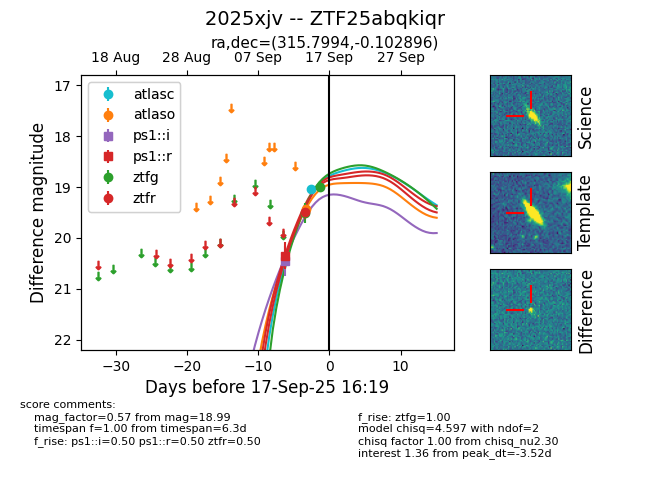 2025xjv -- ZTF25abqkiqr
ra,dec=(315.7994,-0.102896)
18 Aug
28 Aug
07 Sep
17 Sep
27 Sep
17
18
19
20
21
22
Difference magnitude
atlasc
atlaso
ps1::i
ps1::r
ztfg
ztfr
−30
−20
−10
0
10
Days before 17-Sep-25 16:19
Science
Template
Difference
score comments:
mag_factor=0.57 from mag=18.99
timespan f=1.00 from timespan=6.3d
f_rise: ps1::i=0.50 ps1::r=0.50 ztfr=0.50
f_rise: ztfg=1.00
model chisq=4.597 with ndof=2
chisq factor 1.00 from chisq_nu2.30
interest 1.36 from peak_dt=-3.52d